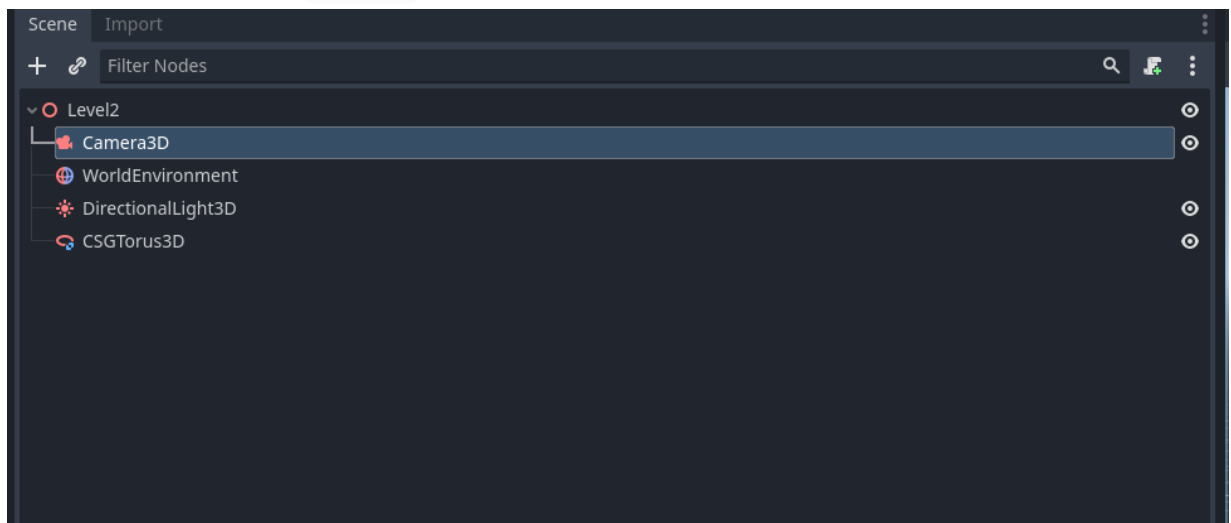 Scene Import
Filter Nodes
Level2
Camera3D
WorldEnvironment
DirectionalLight3D
CSGTorus3D